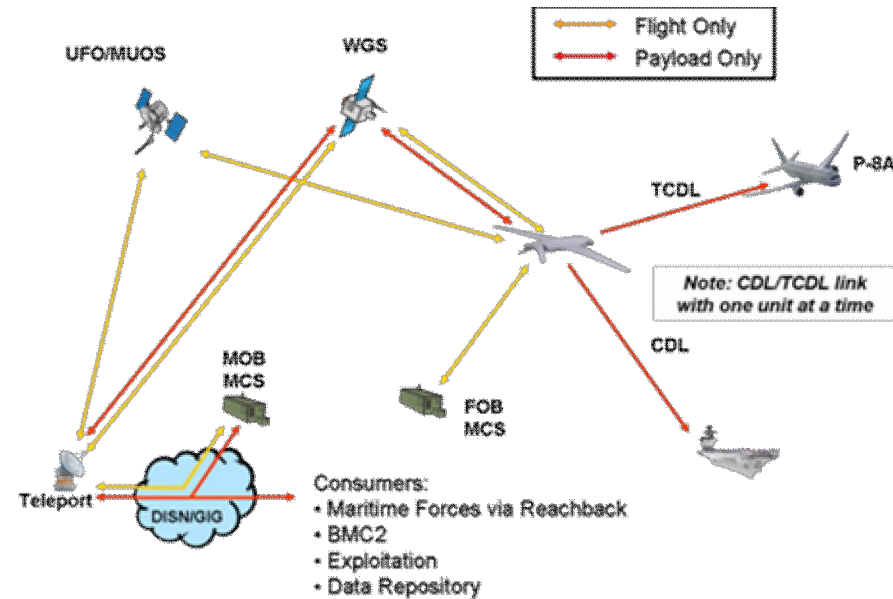 Flight Only
Payload Only
UFO/MUOS
WGS
P-8A
TCDL
Note: CDL/TCDL link
with one unit at a time
CDL
MOB
MCS
FOB
MCS
Teleport
DISN/GIG
Consumers:
• Maritime Forces via Reachback
• BMC2
• Exploitation
• Data Repository